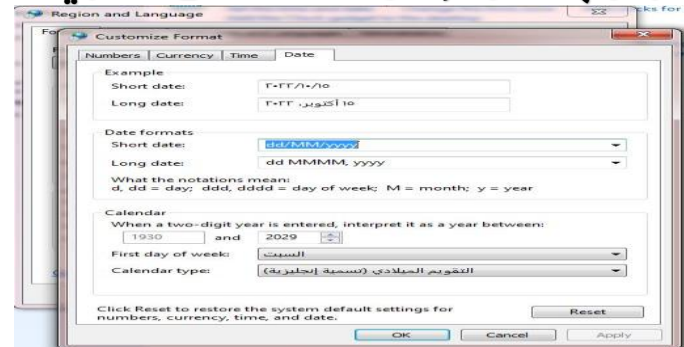 Region and Language
cks for
Customize Format
Numbers Currency Time Date
Example
Short date: ٢٠٢٢/١٠/١٥
Long date: ١٥ أكتوبر، ٢٠٢٢
Date formats
Short date: dd/MM/yyyy
Long date: dd MMMM, yyyy
What the notations mean:
d, dd = day; ddd, dddd = day of week; M = month; y = year
Calendar
When a two-digit year is entered, interpret it as a year between:
1930 and 2029
First day of week: السبت
Calendar type: التقويم الميلادي (تسمية إنجليزية)
Click Reset to restore the system default settings for
numbers, currency, time, and date.
Reset
OK Cancel Apply